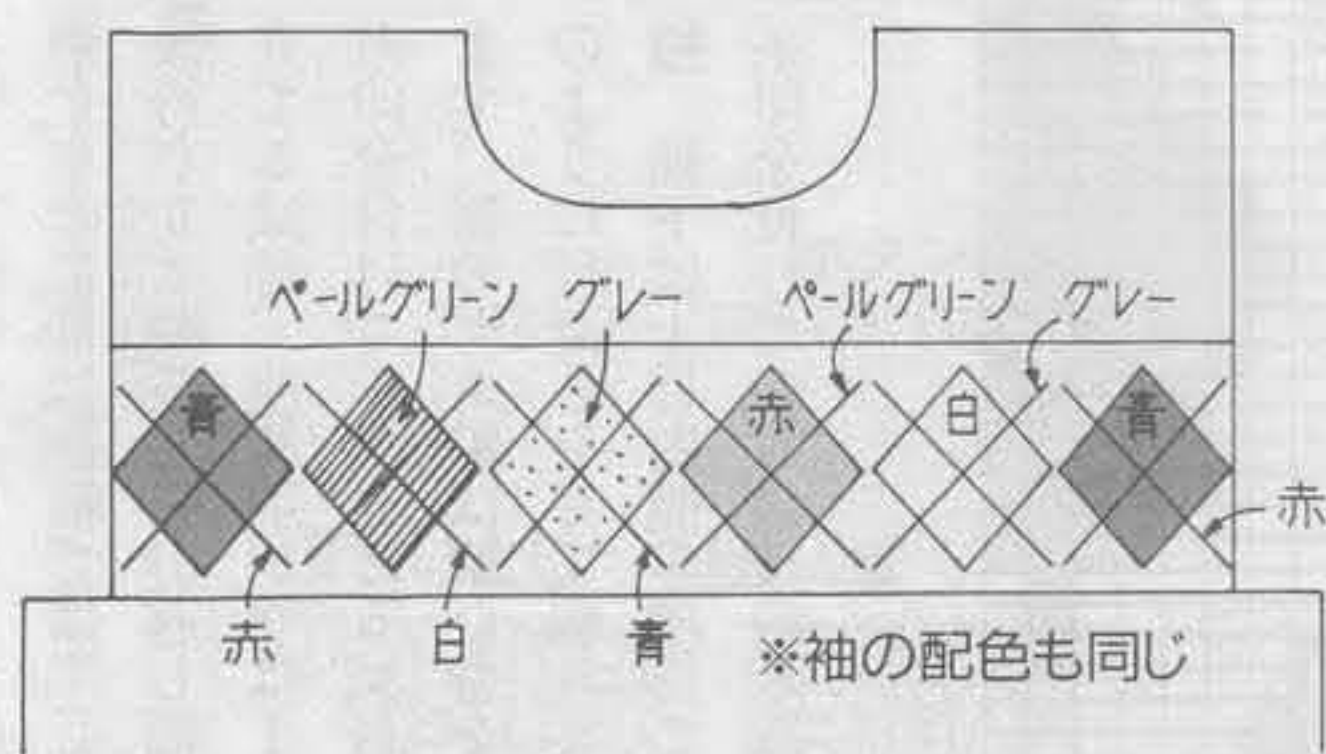 ペールグリーン グレー ペールグリーン グレー
青 赤 白 青
赤
赤 白 青
※袖の配色も同じ